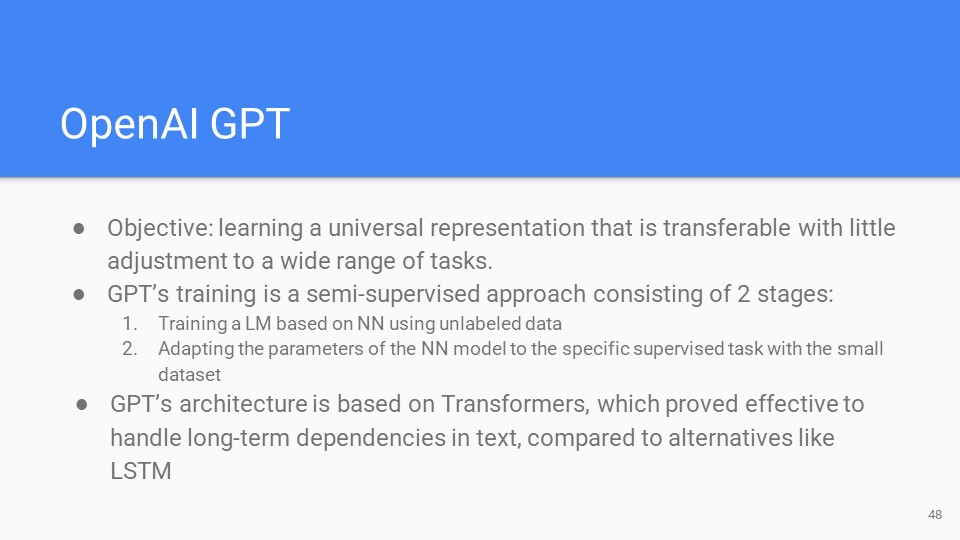 OpenAI GPT
● Objective: learning a universal representation that is transferable with little
adjustment to a wide range of tasks.
● GPT’s training is a semi-supervised approach consisting of 2 stages:
1. Training a LM based on NN using unlabeled data
2. Adapting the parameters of the NN model to the specific supervised task with the small
dataset
● GPT’s architecture is based on Transformers, which proved effective to
handle long-term dependencies in text, compared to alternatives like
LSTM
48